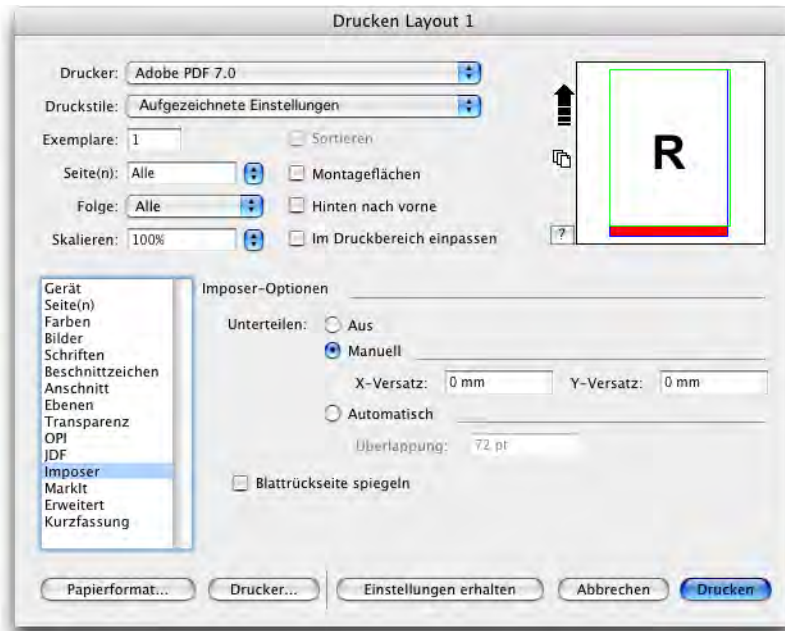 Drucken Layout 1
Drucker: Adobe PDF 7.0
Druckstile: Aufgezeichnete Einstellungen
Exemplare: 1 Sortieren
Seite(n): Alle Montageflächen
Folge: Alle Hinten nach vorne
Skalieren: 100% Im Druckbereich einpassen
R
?
Gerät
Seite(n)
Farben
Bilder
Schriften
Beschnittzeichen
Anschnitt
Ebenen
Transparenz
OPI
JDF
Imposer
MarkIt
Erweitert
Kurzfassung
Imposer-Optionen
Unterteilen: Aus
Manuell
X-Versatz: 0 mm Y-Versatz: 0 mm
Automatisch
Überlappung: 72 pt
Blattrückseite spiegeln
Papierformat... Drucker... Einstellungen erhalten Abbrechen Drucken